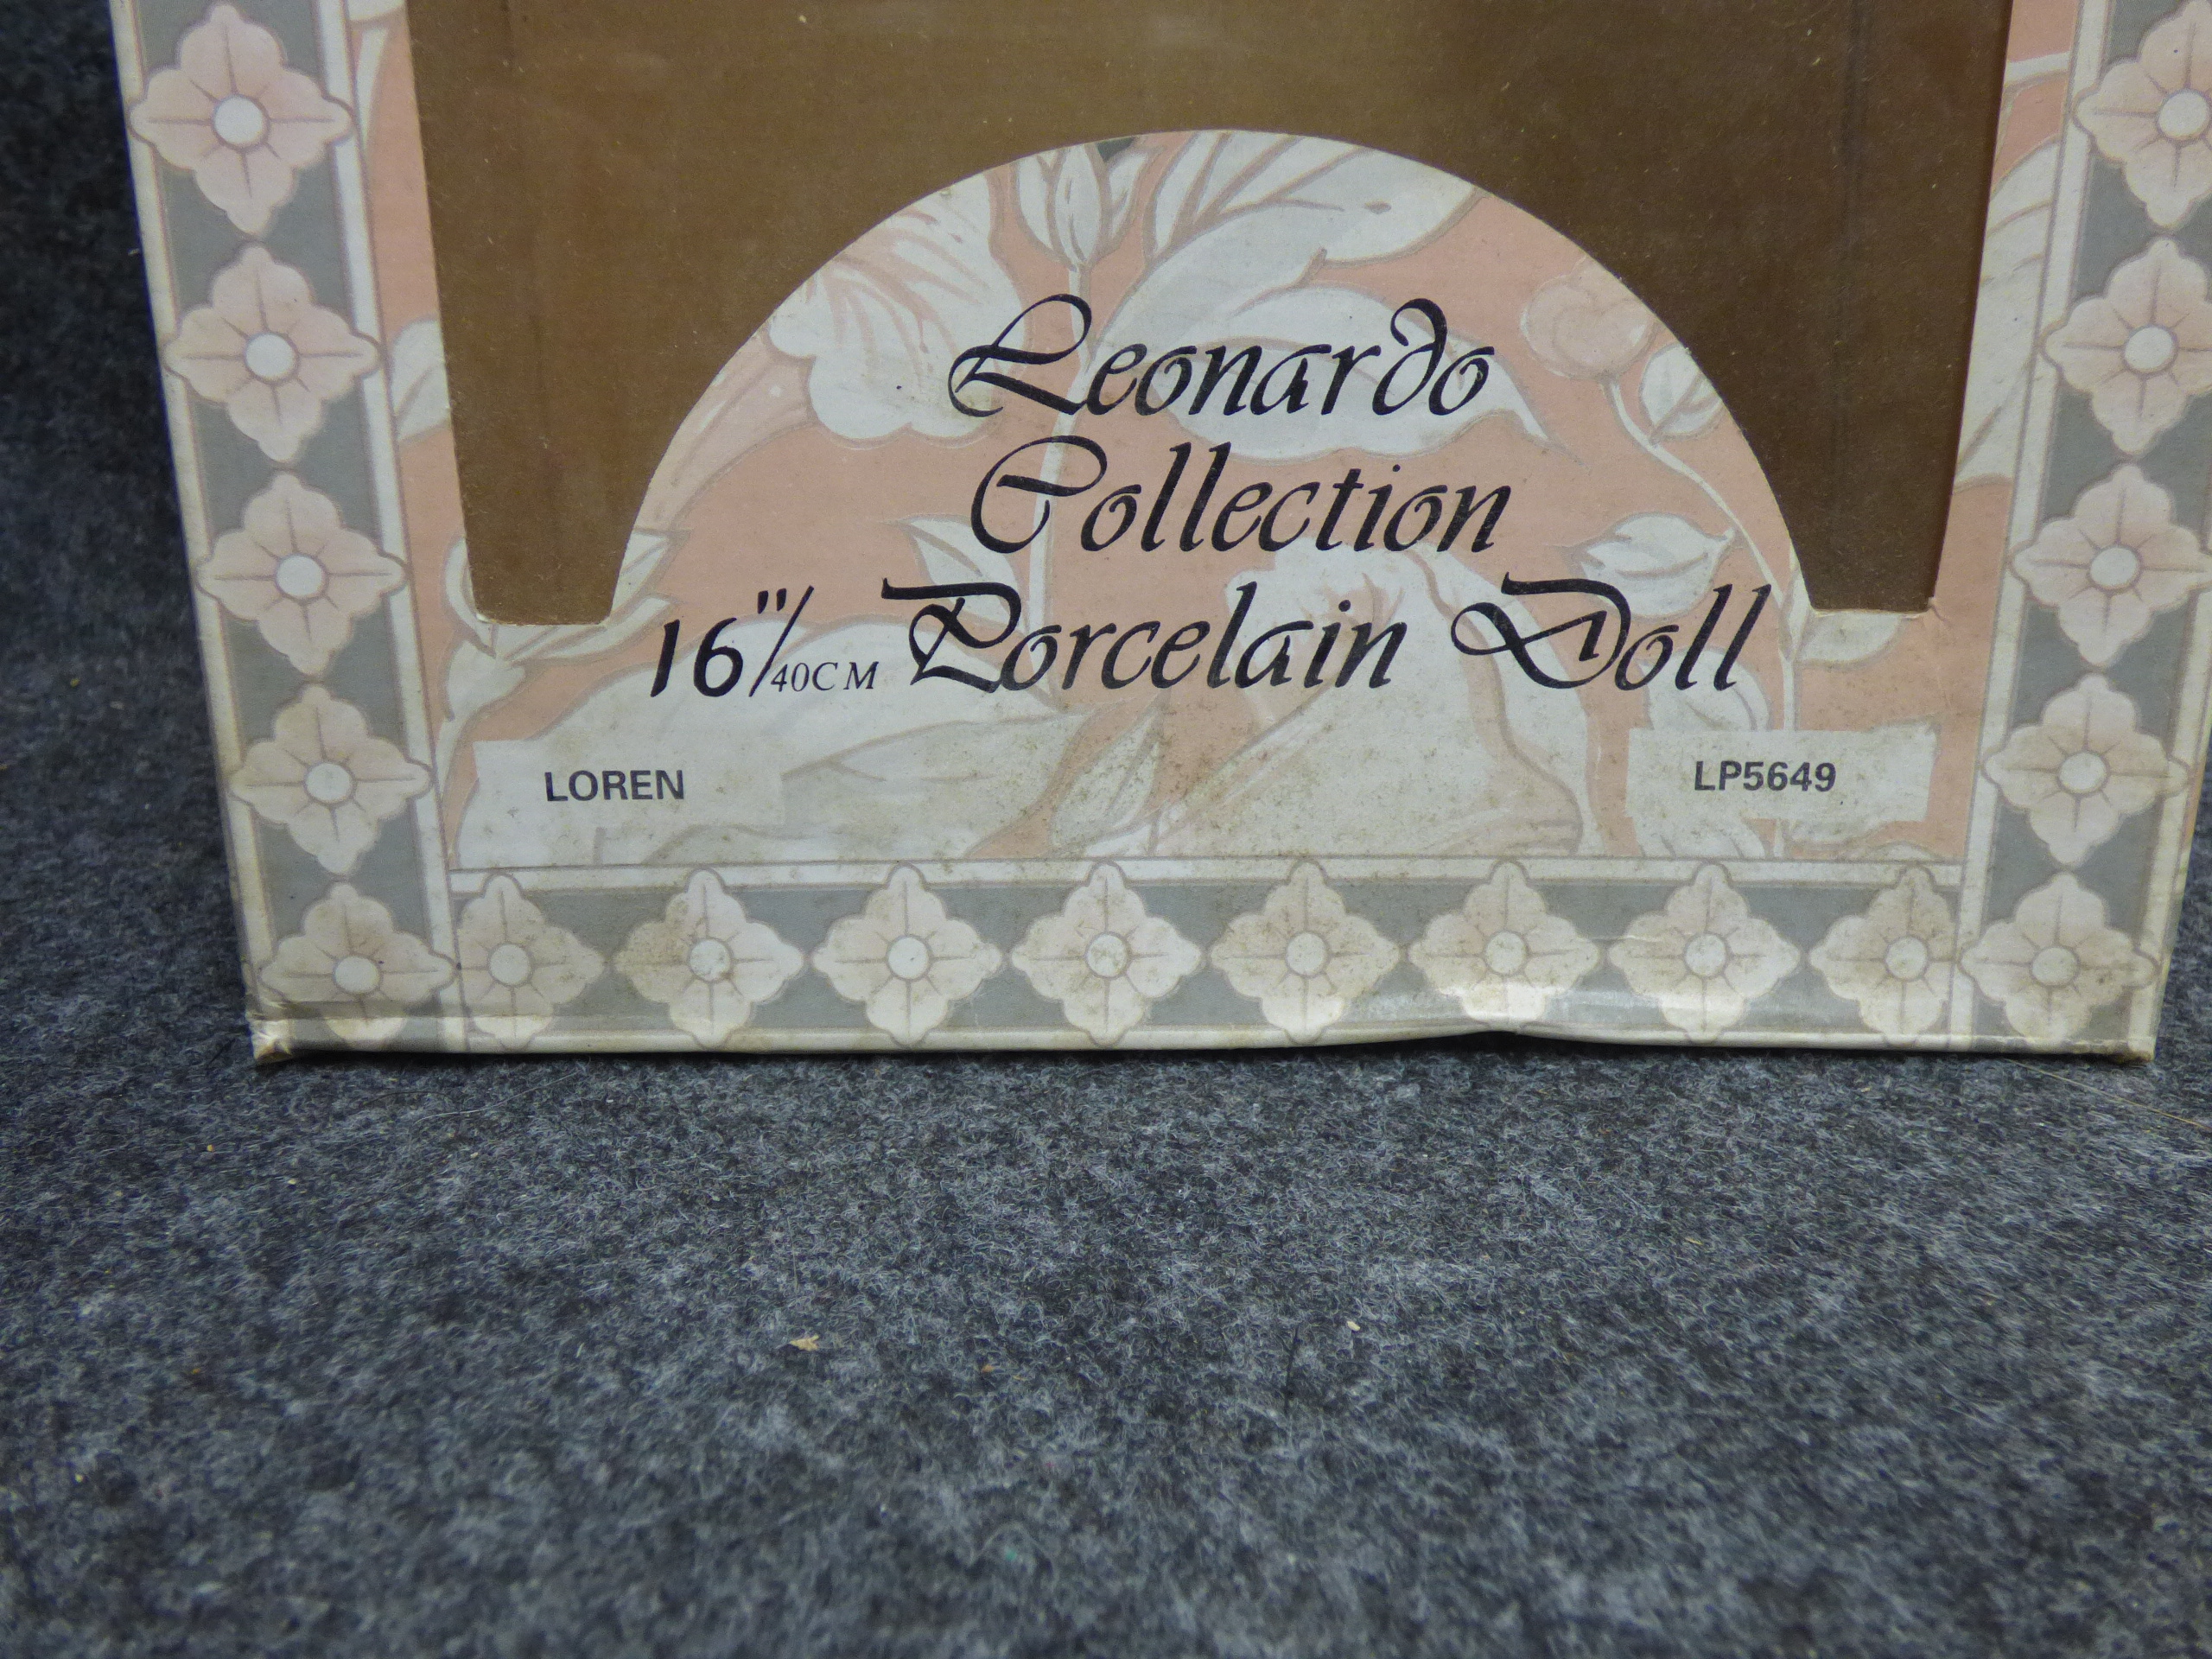 Leonardo
Collection
16"/40CM Porcelain Doll
LOREN
LP5649